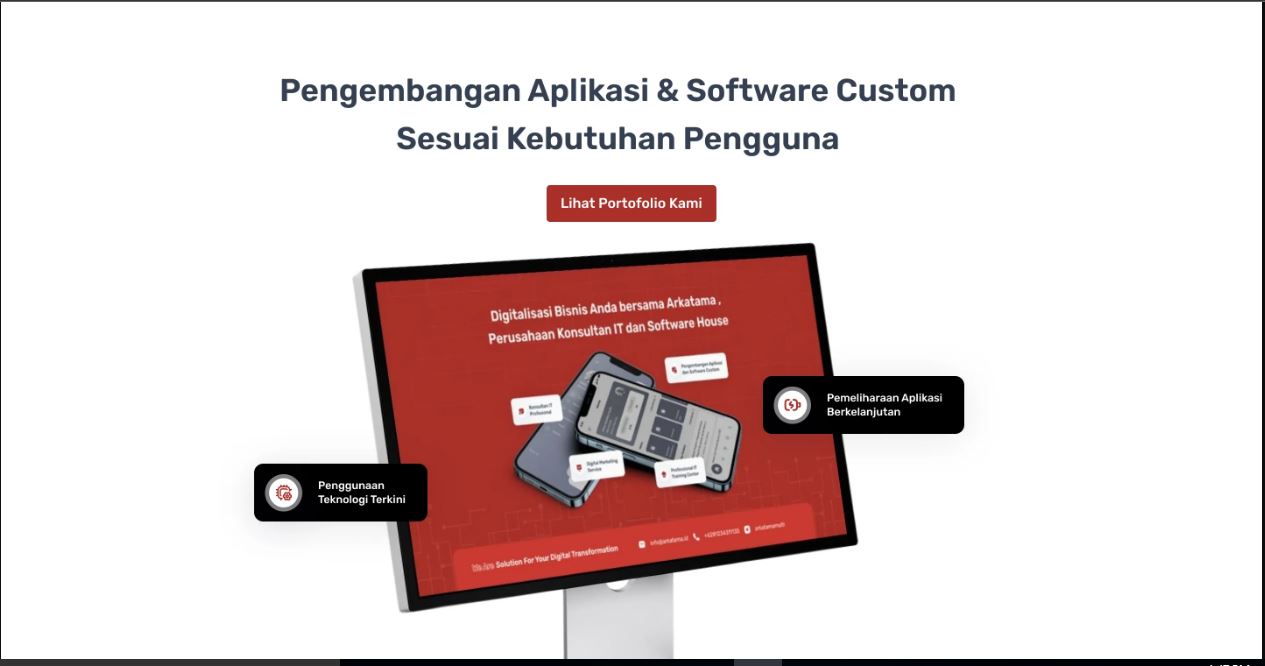 Pengembangan Aplikasi & Software Custom
Sesuai Kebutuhan Pengguna
Lihat Portofolio Kami
Digitalisasi Bisnis Anda bersama Arkatama ,
Perusahaan Konsultan IT dan Software House
Pengembangan Aplikasi
dan Software Custom
Konsultan IT
Profesional
Pemeliharaan Aplikasi
Berkelanjutan
Digital Marketing
Service
Professional IT
Training Center
Penggunaan
Teknologi Terkini
We Are Solution For Your Digital Transformation
info@arkatama.id